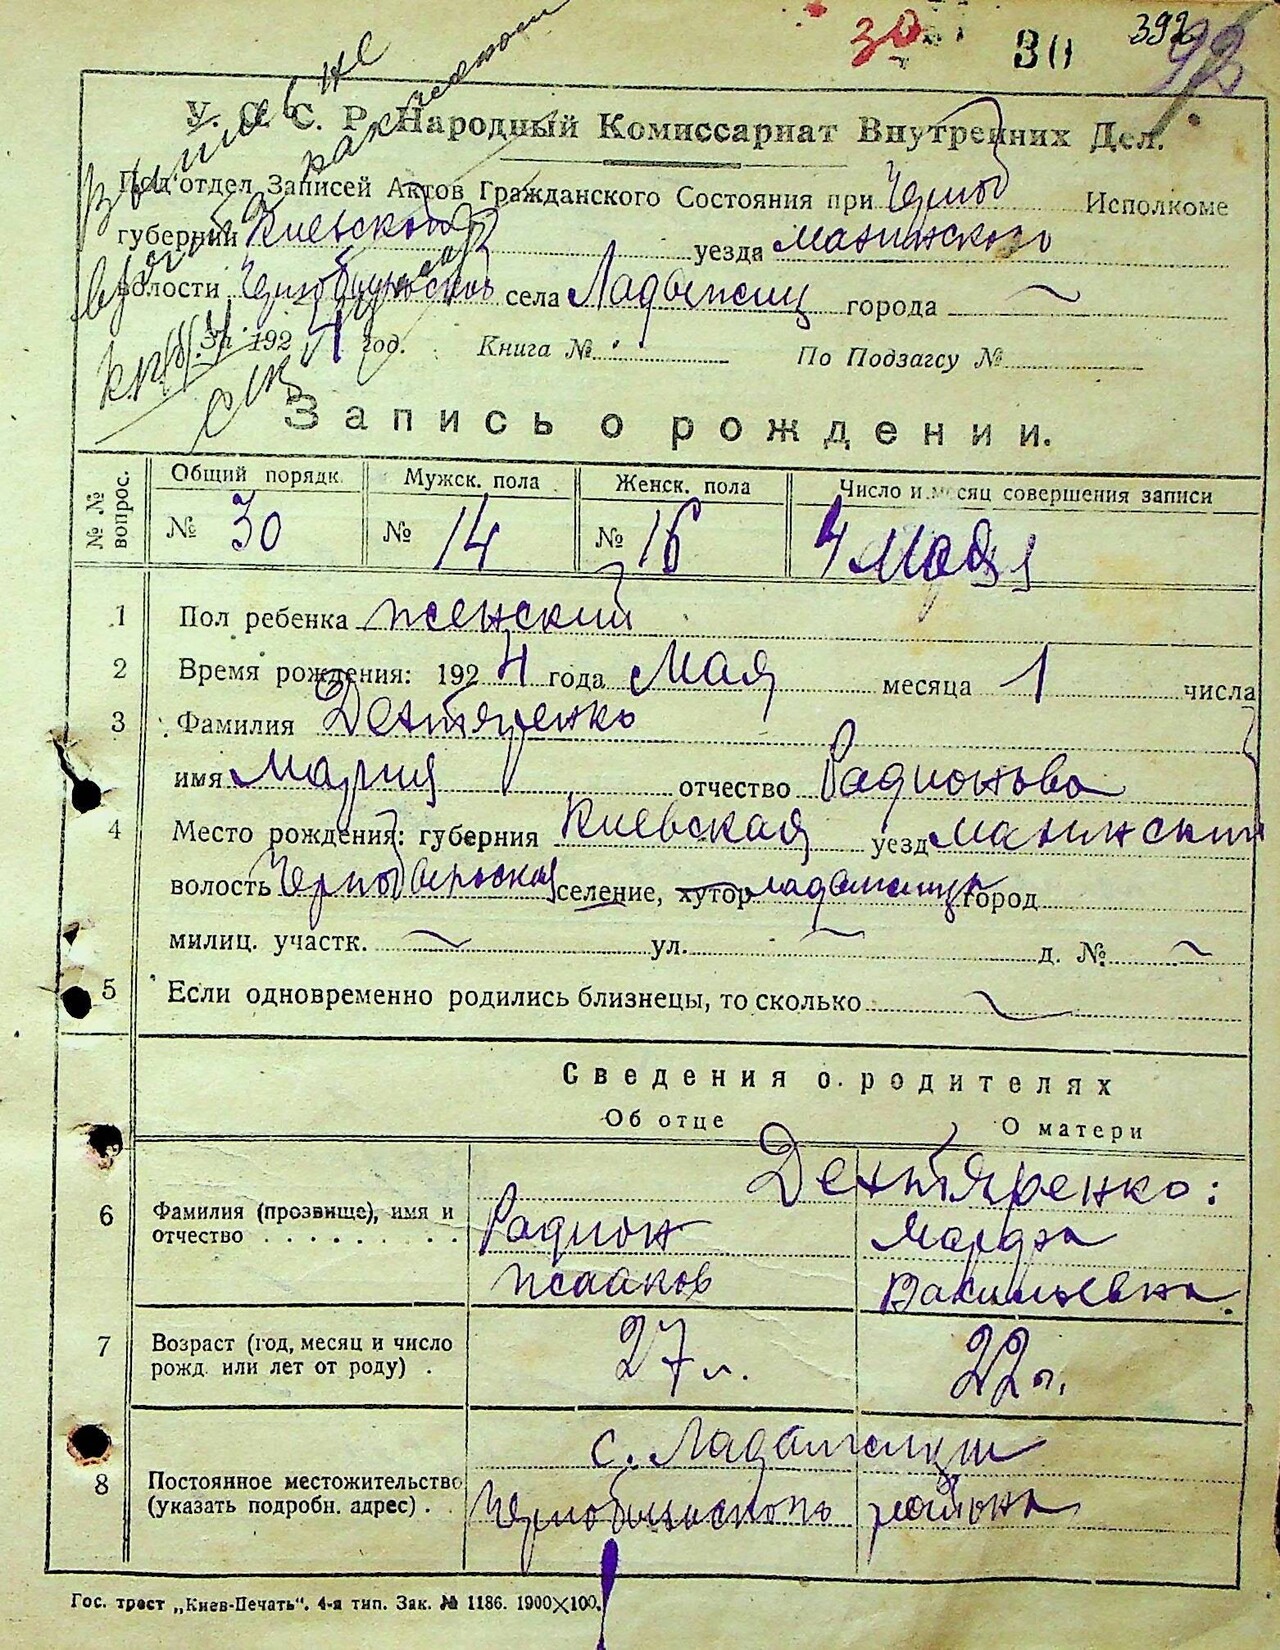 30 30 392
У. С. С. Р. Народный Комиссариат Внутренних Дел.
Под'отдел Записей Актов Гражданского Состояния при Исполкоме
губернии Киевской уезда
волости села города ~
192 4 год. Книга № По Подзагсу №
Запись о рождении.
№ № вопрос. Общий порядк. Мужск. пола Женск. пола Число и месяц совершения записи
№ 30 № 14 № 16 4 Мая
1 Пол ребенка женский
2 Время рождения: 192 4 года Мая месяца 1 числа
3 Фамилия Дехтяренко
имя Мария отчество Радионова
4 Место рождения: губерния Киевская уезд
волость селение, хутор город
милиц. участк. ~ ул. ~ д. № ~
5 Если одновременно родились близнецы, то сколько ~
Сведения о родителях
Об отце О матери
Дехтяренко:
6 Фамилия (прозвище), имя и отчество Радион Марфа
Исааков Васильевна
7 Возраст (год, месяц и число рожд. или лет от роду) 27 л. 22 г.
с.
8 Постоянное местожительство (указать подробн. адрес) района
Гос. трест „Киев-Печать". 4-я тип. Зак. № 1186. 1900×100.